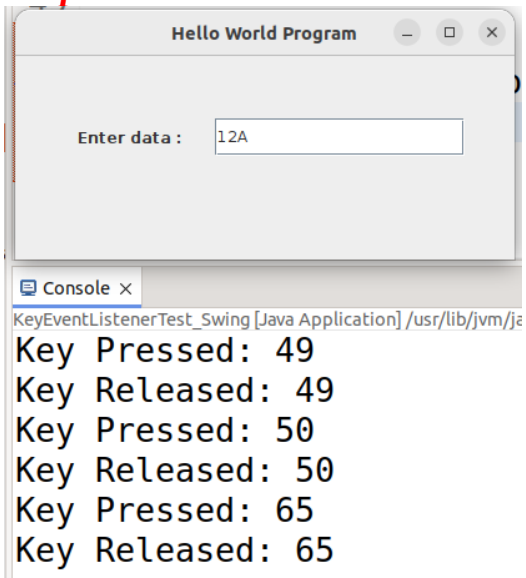 Hello World Program
Enter data :
12A
Console
KeyEventListenerTest_Swing [Java Application] /usr/lib/jvm/ja
Key Pressed: 49
Key Released: 49
Key Pressed: 50
Key Released: 50
Key Pressed: 65
Key Released: 65